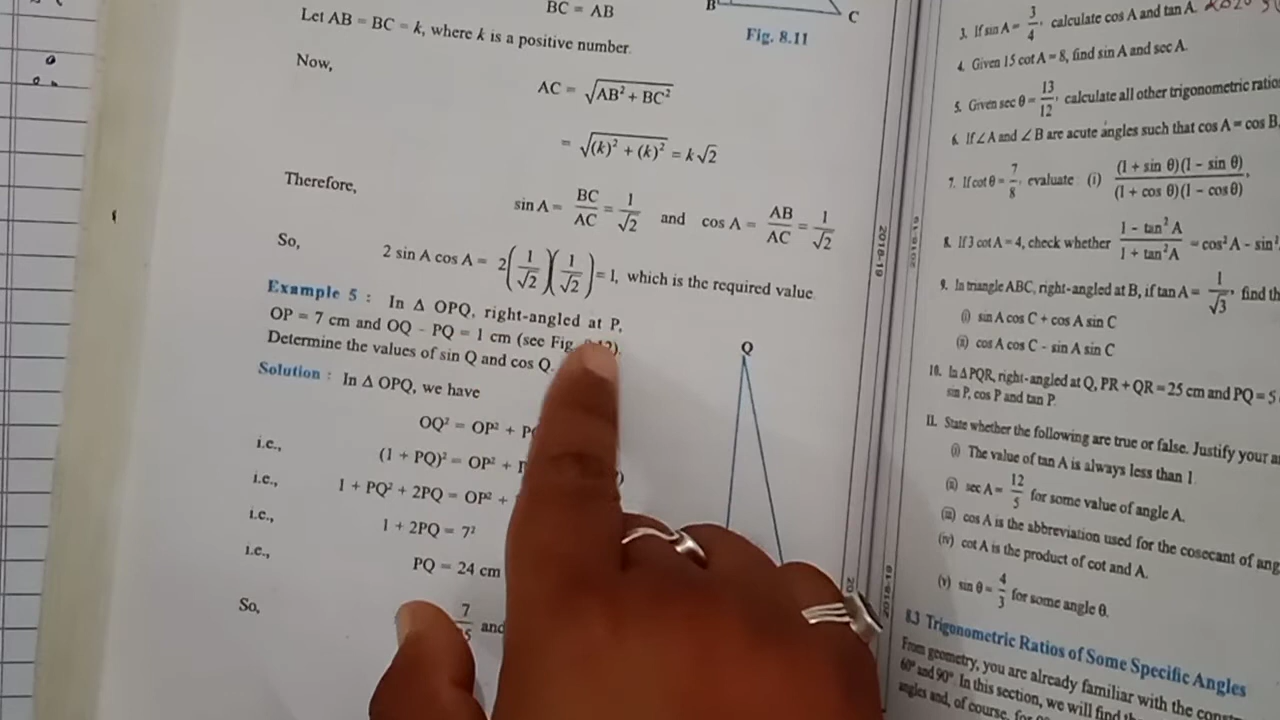 BC = AB
B
C
Let AB = BC = k, where k is a positive number.
Fig. 8.11
Now,
AC = √(AB² + BC²)
= √((k)² + (k)²) = k√2
Therefore,
sin A = BC/AC = 1/√2 and cos A = AB/AC = 1/√2
So,
2 sin A cos A = 2(1/√2)(1/√2) = 1, which is the required value.
Example 5 : In Δ OPQ, right-angled at P,
OP = 7 cm and OQ – PQ = 1 cm (see Fig.
Determine the values of sin Q and cos Q.
Q
Solution : In Δ OPQ, we have
OQ² = OP² +
i.e., (1 + PQ)² = OP² +
i.e., 1 + PQ² + 2PQ = OP² +
i.e., 1 + 2PQ = 7²
i.e., PQ = 24 cm
So,
7
and
2018-19
3. If sin A = 3/4, calculate cos A and tan A.
4. Given 15 cot A = 8, find sin A and sec A.
5. Given sec θ = 13/12, calculate all other trigonometric
6. If ∠A and ∠B are acute angles such that cos A = cos B,
7. If cot θ = 7/8, evaluate (i) (1 + sin θ)(1 – sin θ)/(1 + cos θ)(1 – cos θ),
8. If 3 cot A = 4, check whether (1 – tan² A)/(1 + tan² A) = cos² A –
9. In triangle ABC, right-angled at B, if tan A = 1/√3, find
(i) sin A cos C + cos A sin C
(ii) cos A cos C – sin A sin C
10. In Δ PQR, right-angled at Q, PR + QR = 25 cm and PQ = 5
sin P, cos P and tan P.
11. State whether the following are true or false. Justify your
(i) The value of tan A is always less than 1.
(ii) sec A = 12/5 for some value of angle A.
(iii) cos A is the abbreviation used for the cosecant of
(iv) cot A is the product of cot and A.
(v) sin θ = 4/3 for some angle θ.
8.3 Trigonometric Ratios of Some Specific Angles
From geometry, you are already familiar with the
60° and 90°. In this section, we will find
angles and, of course, for